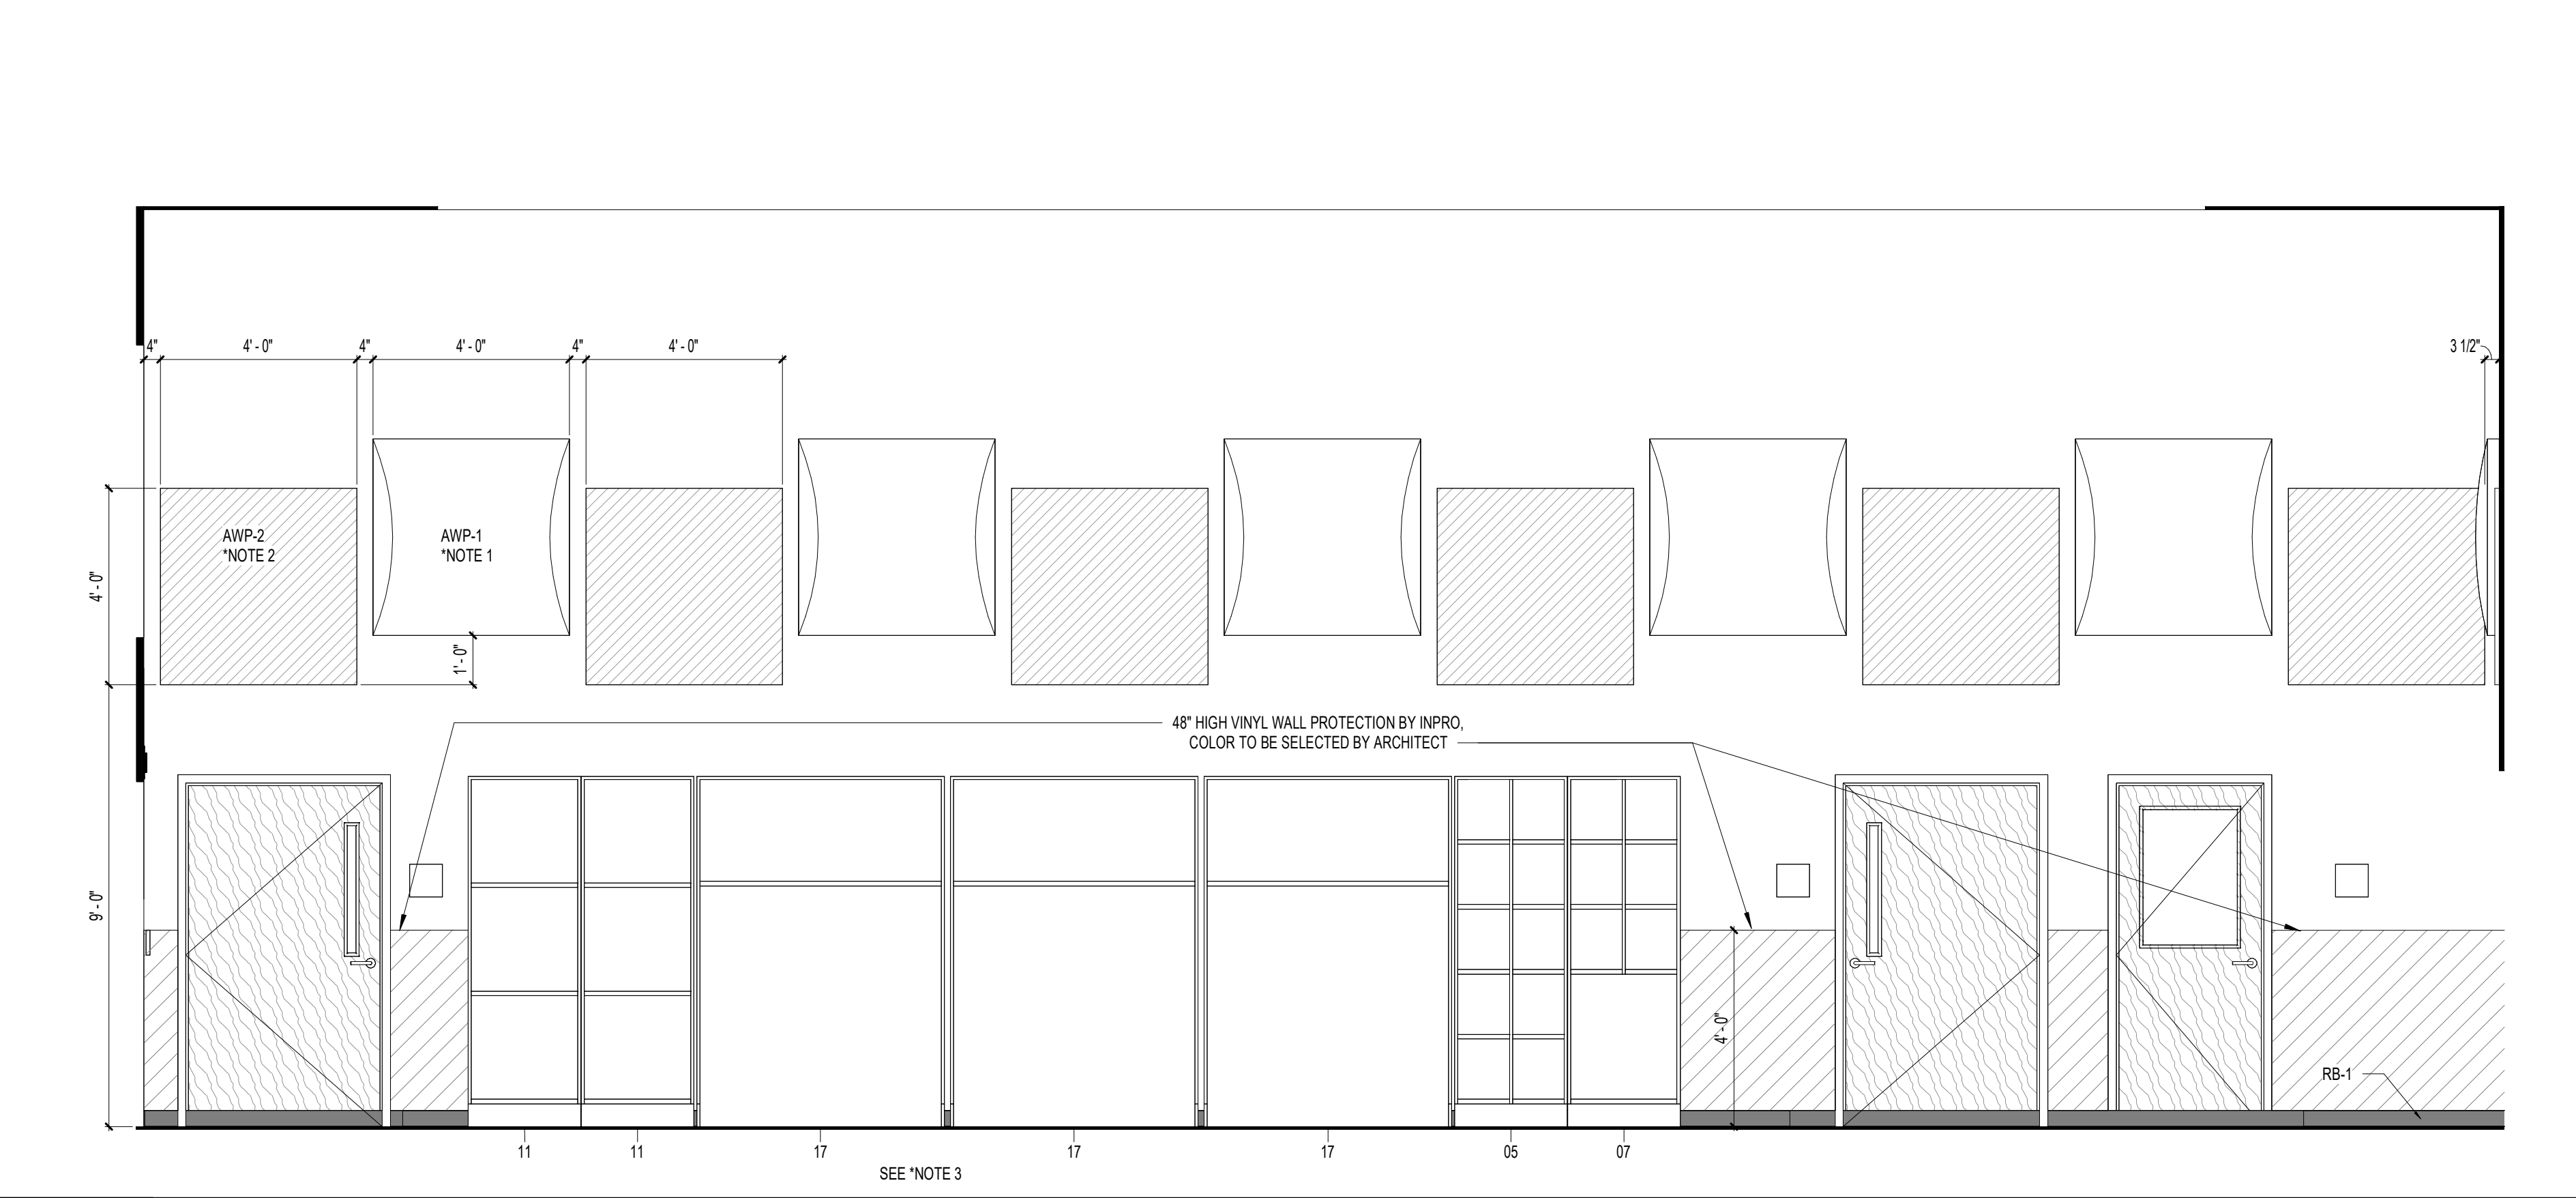 4" 4' - 0" 4" 4' - 0" 4" 4' - 0" 3 1/2"
AWP-2
*NOTE 2
AWP-1
*NOTE 1
4' - 0"
1' - 0"
48" HIGH VINYL WALL PROTECTION BY INPRO,
COLOR TO BE SELECTED BY ARCHITECT
9' - 0"
4' - 0"
RB-1
11 11 17 17 17 05 07
SEE *NOTE 3